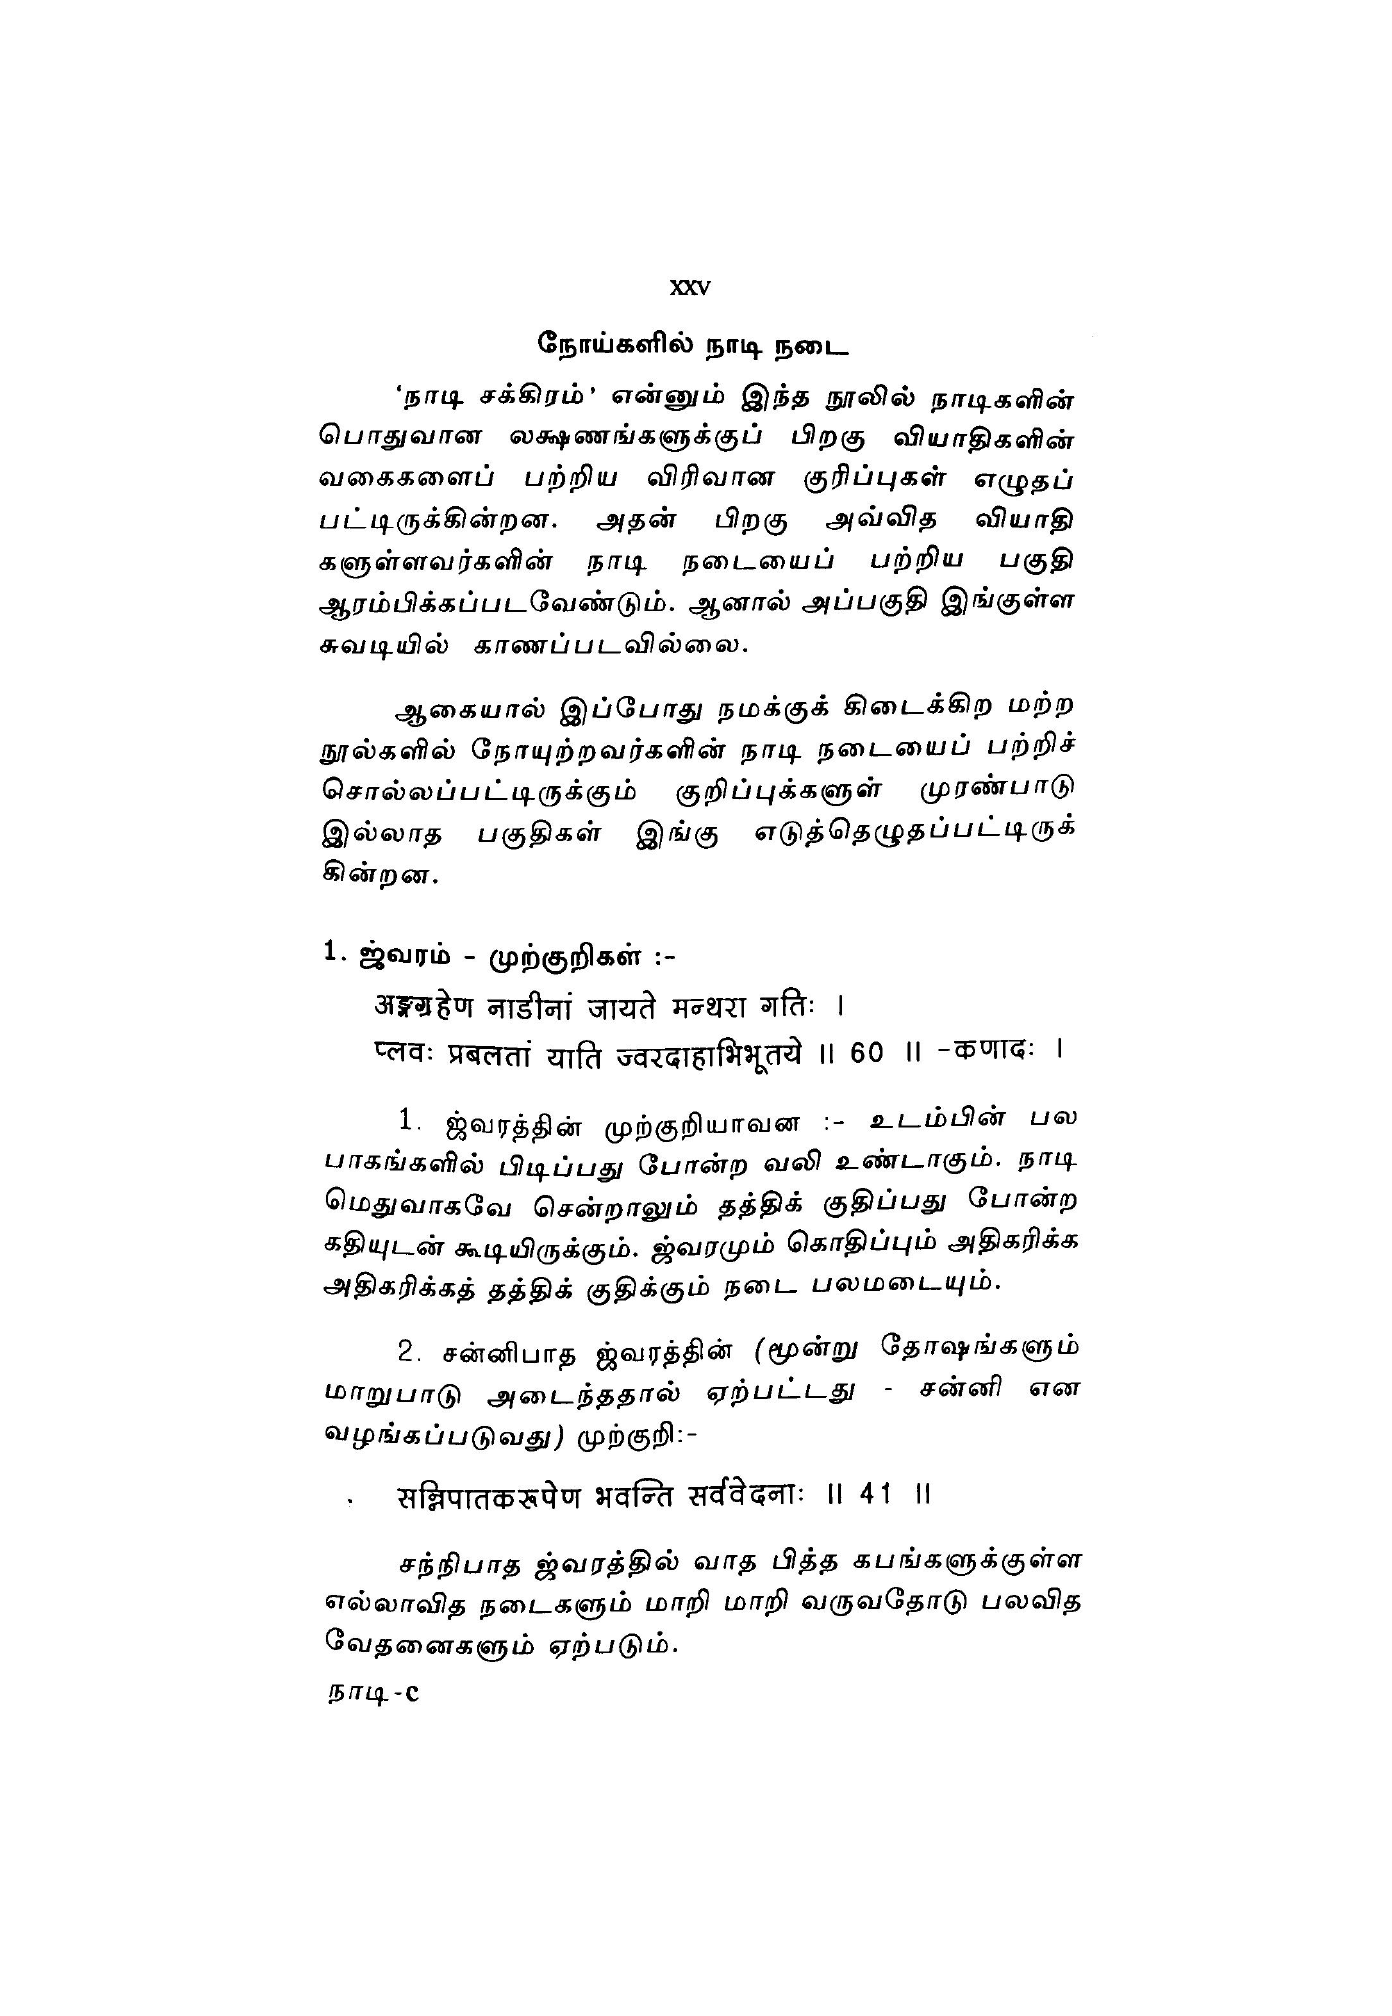 xxv
நோய்களில் நாடி நடை
‘நாடி சக்கிரம்’ என்னும் இந்த நூலில் நாடிகளின்
பொதுவான லக்ஷணங்களுக்குப் பிறகு வியாதிகளின்
வகைகளைப் பற்றிய விரிவான குரிப்புகள் எழுதப்
பட்டிருக்கின்றன. அதன் பிறகு அவ்வித வியாதி
களுள்ளவர்களின் நாடி நடையைப் பற்றிய பகுதி
ஆரம்பிக்கப்படவேண்டும். ஆனால் அப்பகுதி இங்குள்ள
சுவடியில் காணப்படவில்லை.
ஆகையால் இப்போது நமக்குக் கிடைக்கிற மற்ற
நூல்களில் நோயுற்றவர்களின் நாடி நடையைப் பற்றிச்
சொல்லப்பட்டிருக்கும் குறிப்புக்களுள் முரண்பாடு
இல்லாத பகுதிகள் இங்கு எடுத்தெழுதப்பட்டிருக்
கின்றன.
1. ஜ்வரம் - முற்குறிகள் :-
अङ्गग्रहेण नाडीनां जायते मन्थरा गतिः ।
प्लवः प्रबलतां याति ज्वरदाहाभिभूतये ॥ 60 ॥ -कणादः ।
1. ஜ்வரத்தின் முற்குறியாவன :- உடம்பின் பல
பாகங்களில் பிடிப்பது போன்ற வலி உண்டாகும். நாடி
மெதுவாகவே சென்றாலும் தத்திக் குதிப்பது போன்ற
கதியுடன் கூடியிருக்கும். ஜ்வரமும் கொதிப்பும் அதிகரிக்க
அதிகரிக்கத் தத்திக் குதிக்கும் நடை பலமடையும்.
2. சன்னிபாத ஜ்வரத்தின் (மூன்று தோஷங்களும்
மாறுபாடு அடைந்ததால் ஏற்பட்டது - சன்னி என
வழங்கப்படுவது) முற்குறி:-
सन्निपातकरूपेण भवन्ति सर्ववेदनाः ॥ 41 ॥
சந்நிபாத ஜ்வரத்தில் வாத பித்த கபங்களுக்குள்ள
எல்லாவித நடைகளும் மாறி மாறி வருவதோடு பலவித
வேதனைகளும் ஏற்படும்.
நாடி-c